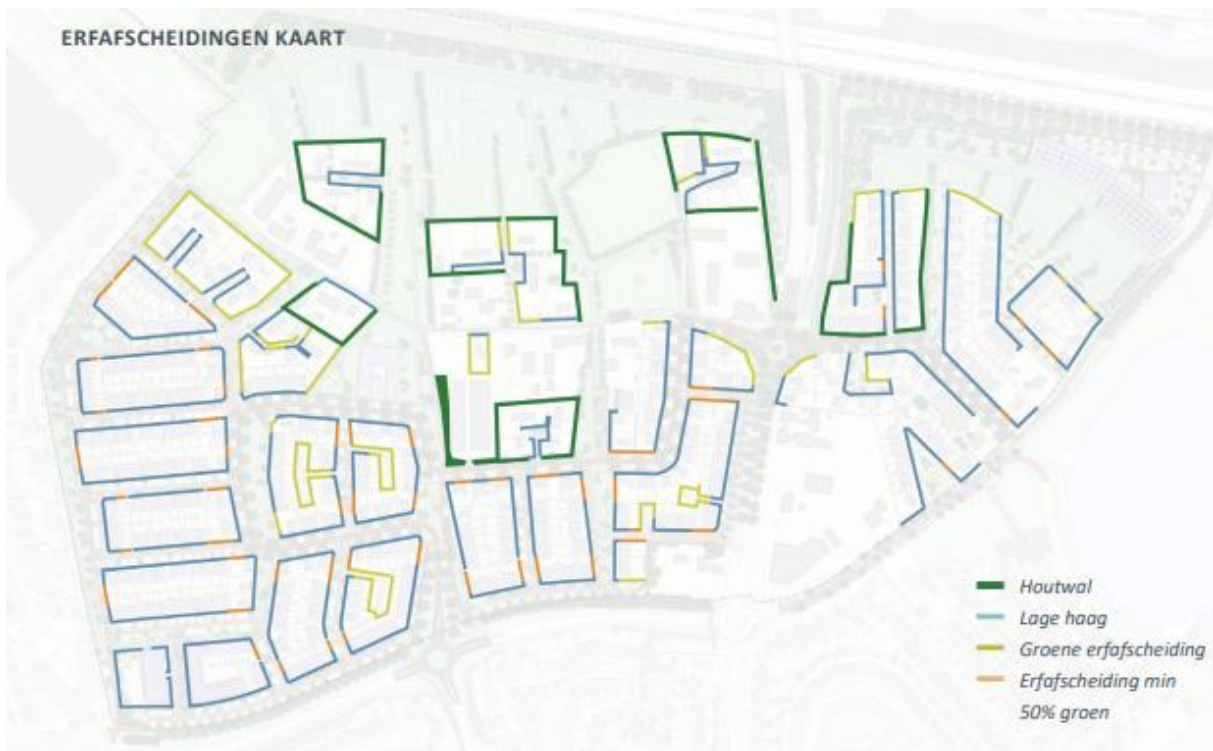 ERFAFSCHEIDINGEN KAART
Houtwal
Lage haag
Groene erfafscheiding
Erfafscheiding min
50% groen